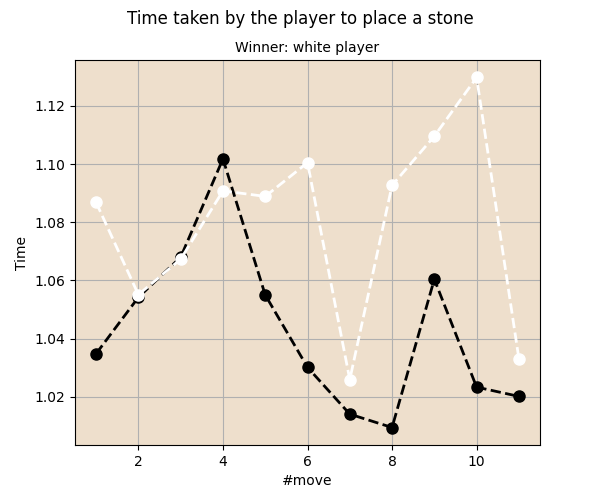 Time taken by the player to place a stone
Winner: white player
Time
1.12
1.10
1.08
1.06
1.04
1.02
2 4 6 8 10
#move